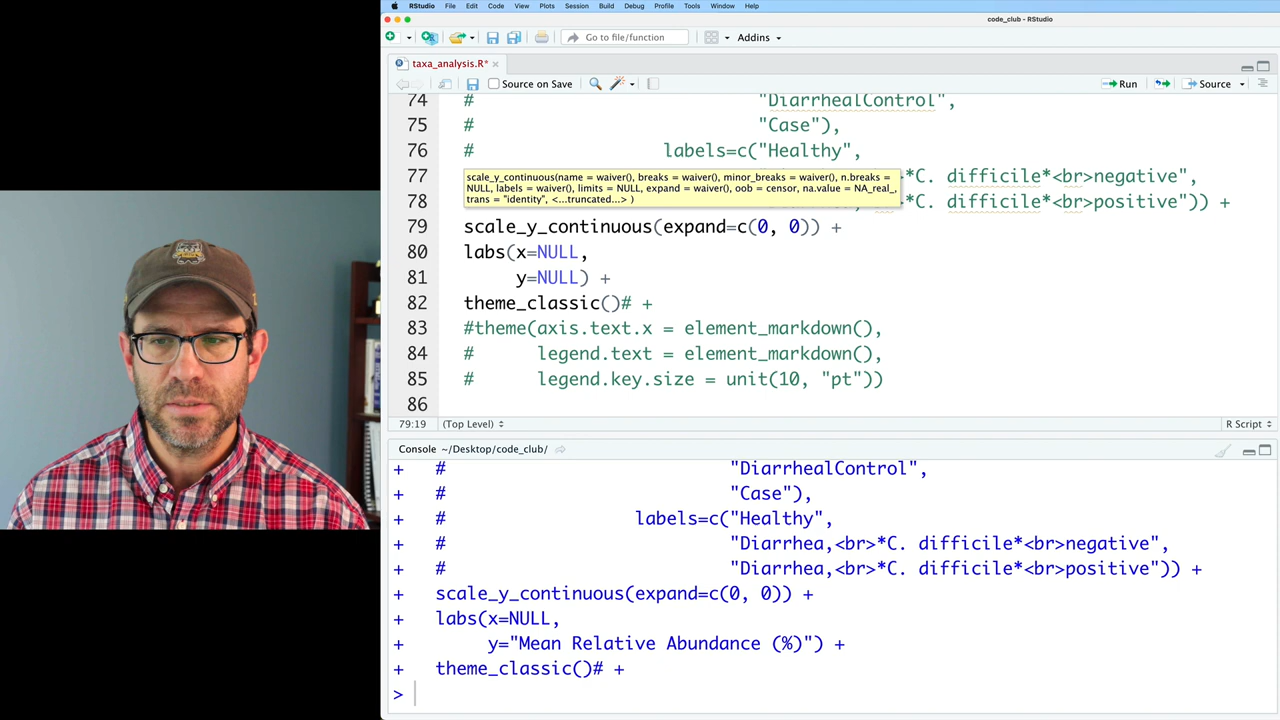 RStudio File Edit Code View Plots Session Build Debug Profile Tools Window Help
code_club - RStudio
Go to file/function Addins
taxa_analysis.R*
Source on Save Run Source
74 # "DiarrhealControl",
75 # "Case"),
76 # labels=c("Healthy",
77 *C. difficile*<br>negative",
78 *C. difficile*<br>positive")) +
scale_y_continuous(name = waiver(), breaks = waiver(), minor_breaks = waiver(), n.breaks =
NULL, labels = waiver(), limits = NULL, expand = waiver(), oob = censor, na.value = NA_real_,
trans = "identity", <...truncated...> )
79 scale_y_continuous(expand=c(0, 0)) +
80 labs(x=NULL,
81 y=NULL) +
82 theme_classic()# +
83 #theme(axis.text.x = element_markdown(),
84 # legend.text = element_markdown(),
85 # legend.key.size = unit(10, "pt"))
86
79:19 (Top Level) R Script
Console ~/Desktop/code_club/
+ # "DiarrhealControl",
+ # "Case"),
+ # labels=c("Healthy",
+ # "Diarrhea,<br>*C. difficile*<br>negative",
+ # "Diarrhea,<br>*C. difficile*<br>positive")) +
+ scale_y_continuous(expand=c(0, 0)) +
+ labs(x=NULL,
+ y="Mean Relative Abundance (%)") +
+ theme_classic()# +
>